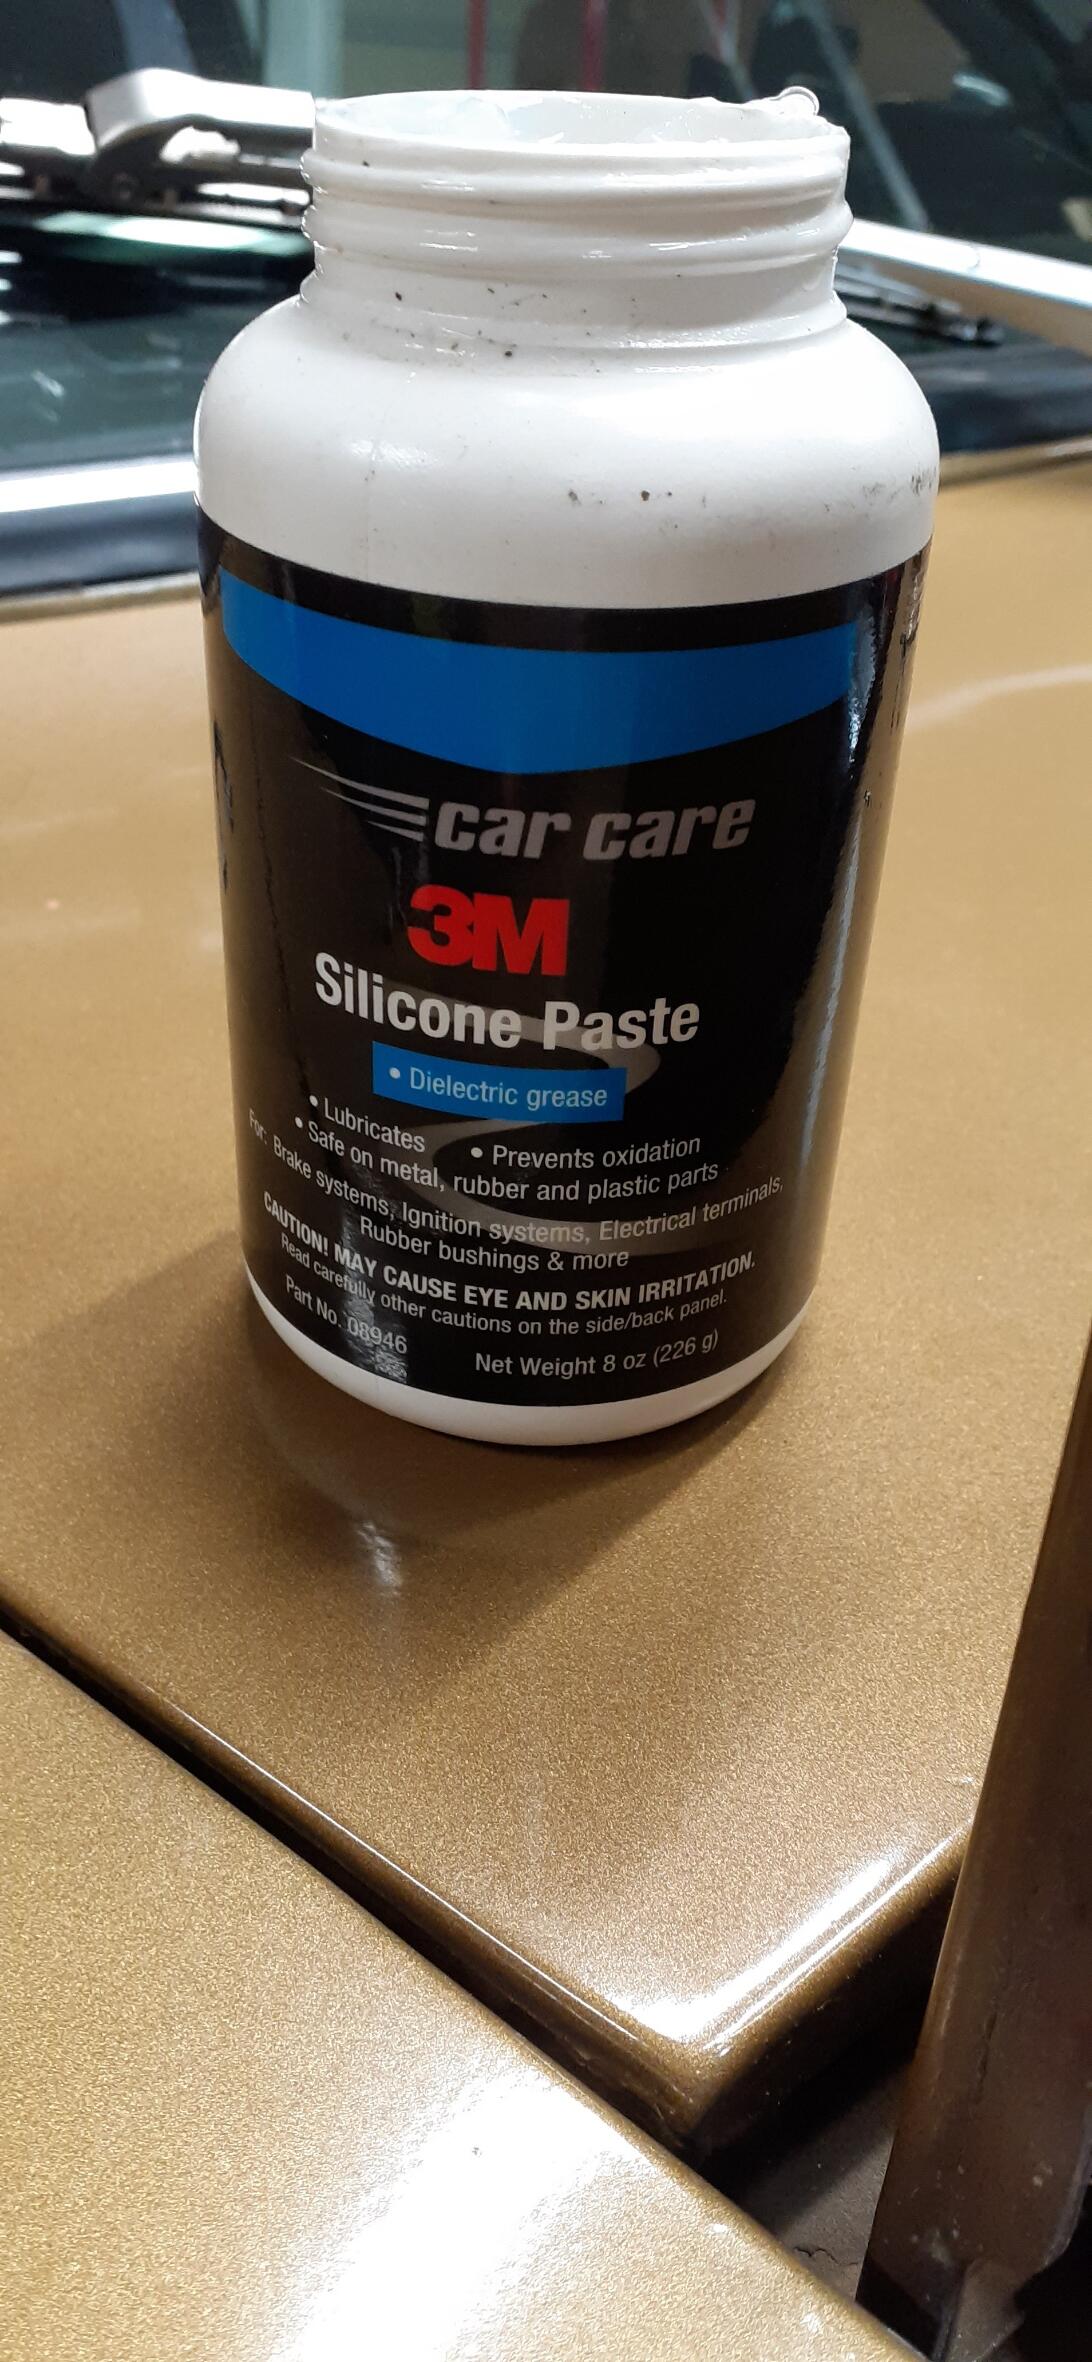 car care
3M
Silicone Paste
• Dielectric grease
• Lubricates • Prevents oxidation
• Safe on metal, rubber and plastic parts
For: Brake systems, Ignition systems, Electrical terminals,
Rubber bushings & more
CAUTION! MAY CAUSE EYE AND SKIN IRRITATION.
Read carefully other cautions on the side/back panel.
Part No. 08946
Net Weight 8 oz (226 g)